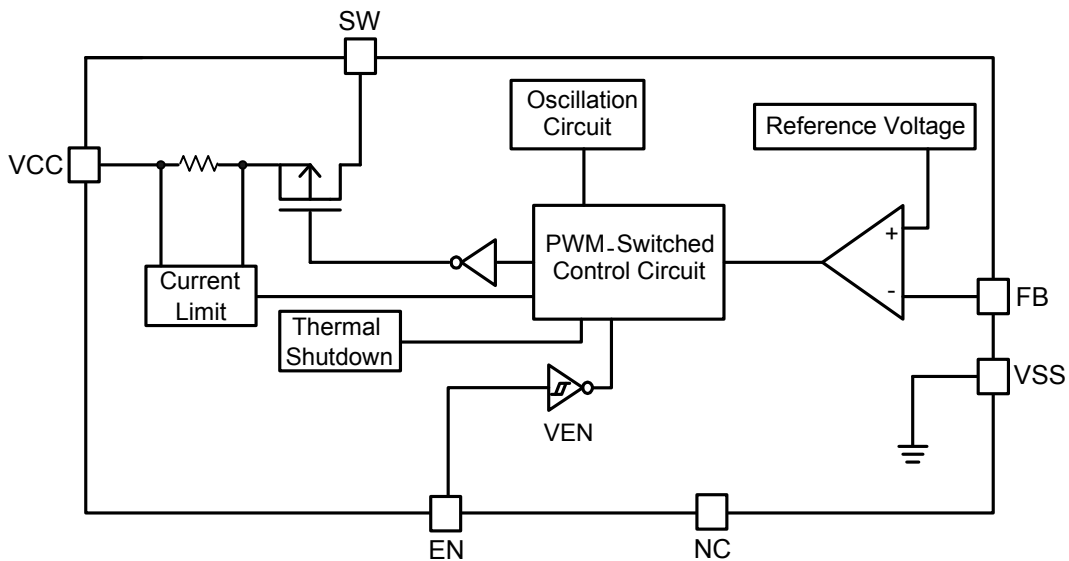 SW
Oscillation
Circuit
Reference Voltage
VCC
+
PWM-Switched
Control Circuit
Current
Limit
-
FB
Thermal
Shutdown
VSS
VEN
EN
NC